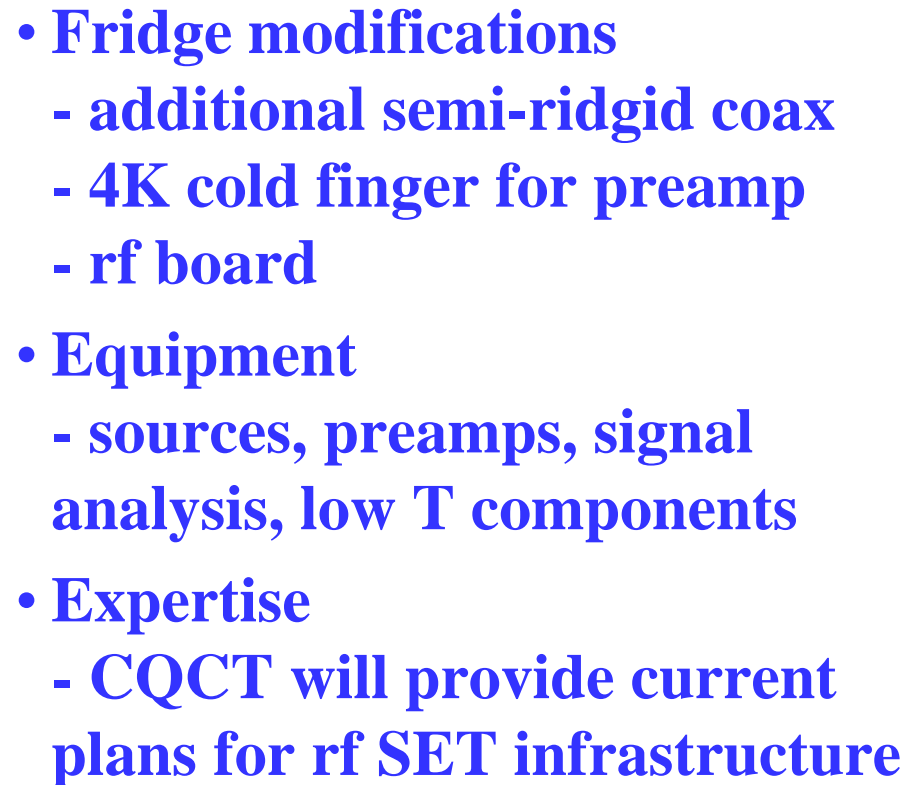 • Fridge modifications
- additional semi-ridgid coax
- 4K cold finger for preamp
- rf board
• Equipment
- sources, preamps, signal
analysis, low T components
• Expertise
- CQCT will provide current
plans for rf SET infrastructure